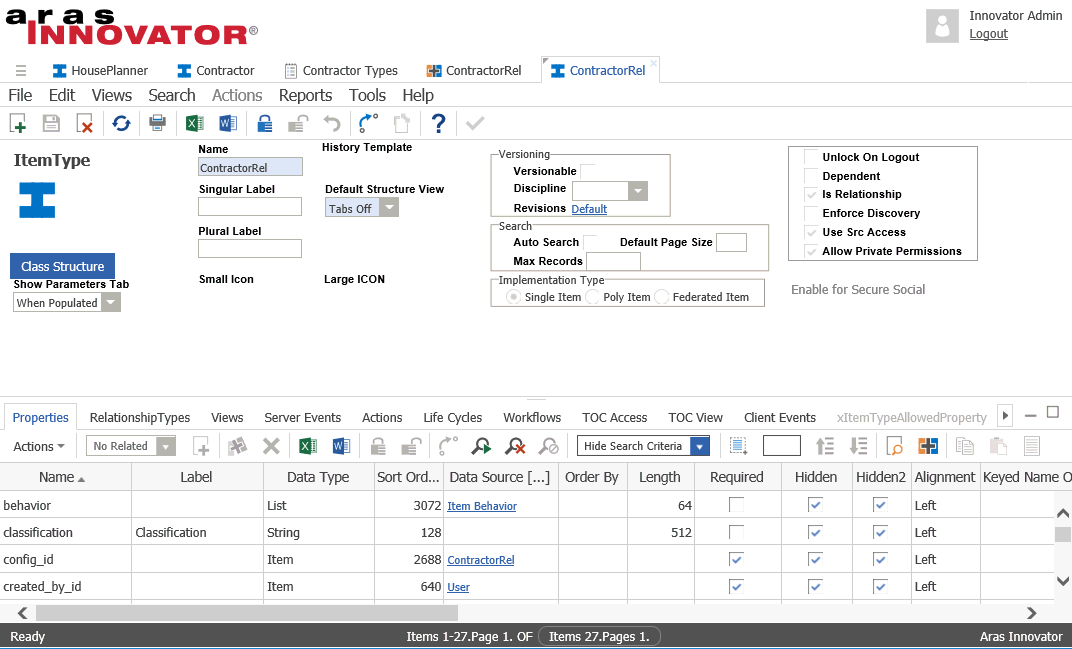 aras
INNOVATOR®
Innovator Admin
Logout
HousePlanner
Contractor
Contractor Types
ContractorRel
ContractorRel
File Edit Views Search Actions Reports Tools Help
ItemType
Name
ContractorRel
History Template
Singular Label
Default Structure View
Tabs Off
Plural Label
Small Icon
Large ICON
Class Structure
Show Parameters Tab
When Populated
Versioning
Versionable
Discipline
Revisions Default
Search
Auto Search Default Page Size
Max Records
Implementation Type
Single Item Poly Item Federated Item
Unlock On Logout
Dependent
Is Relationship
Enforce Discovery
Use Src Access
Allow Private Permissions
Enable for Secure Social
Properties RelationshipTypes Views Server Events Actions Life Cycles Workflows TOC Access TOC View Client Events xItemTypeAllowedProperty
Actions No Related Hide Search Criteria
Name Label Data Type Sort Ord... Data Source [...] Order By Length Required Hidden Hidden2 Alignment Keyed Name O
behavior List 3072 Item Behavior 64 Left
classification Classification String 128 512 Left
config_id Item 2688 ContractorRel Left
created_by_id Item 640 User Left
Ready Items 1-27.Page 1. OF Items 27.Pages 1. Aras Innovator